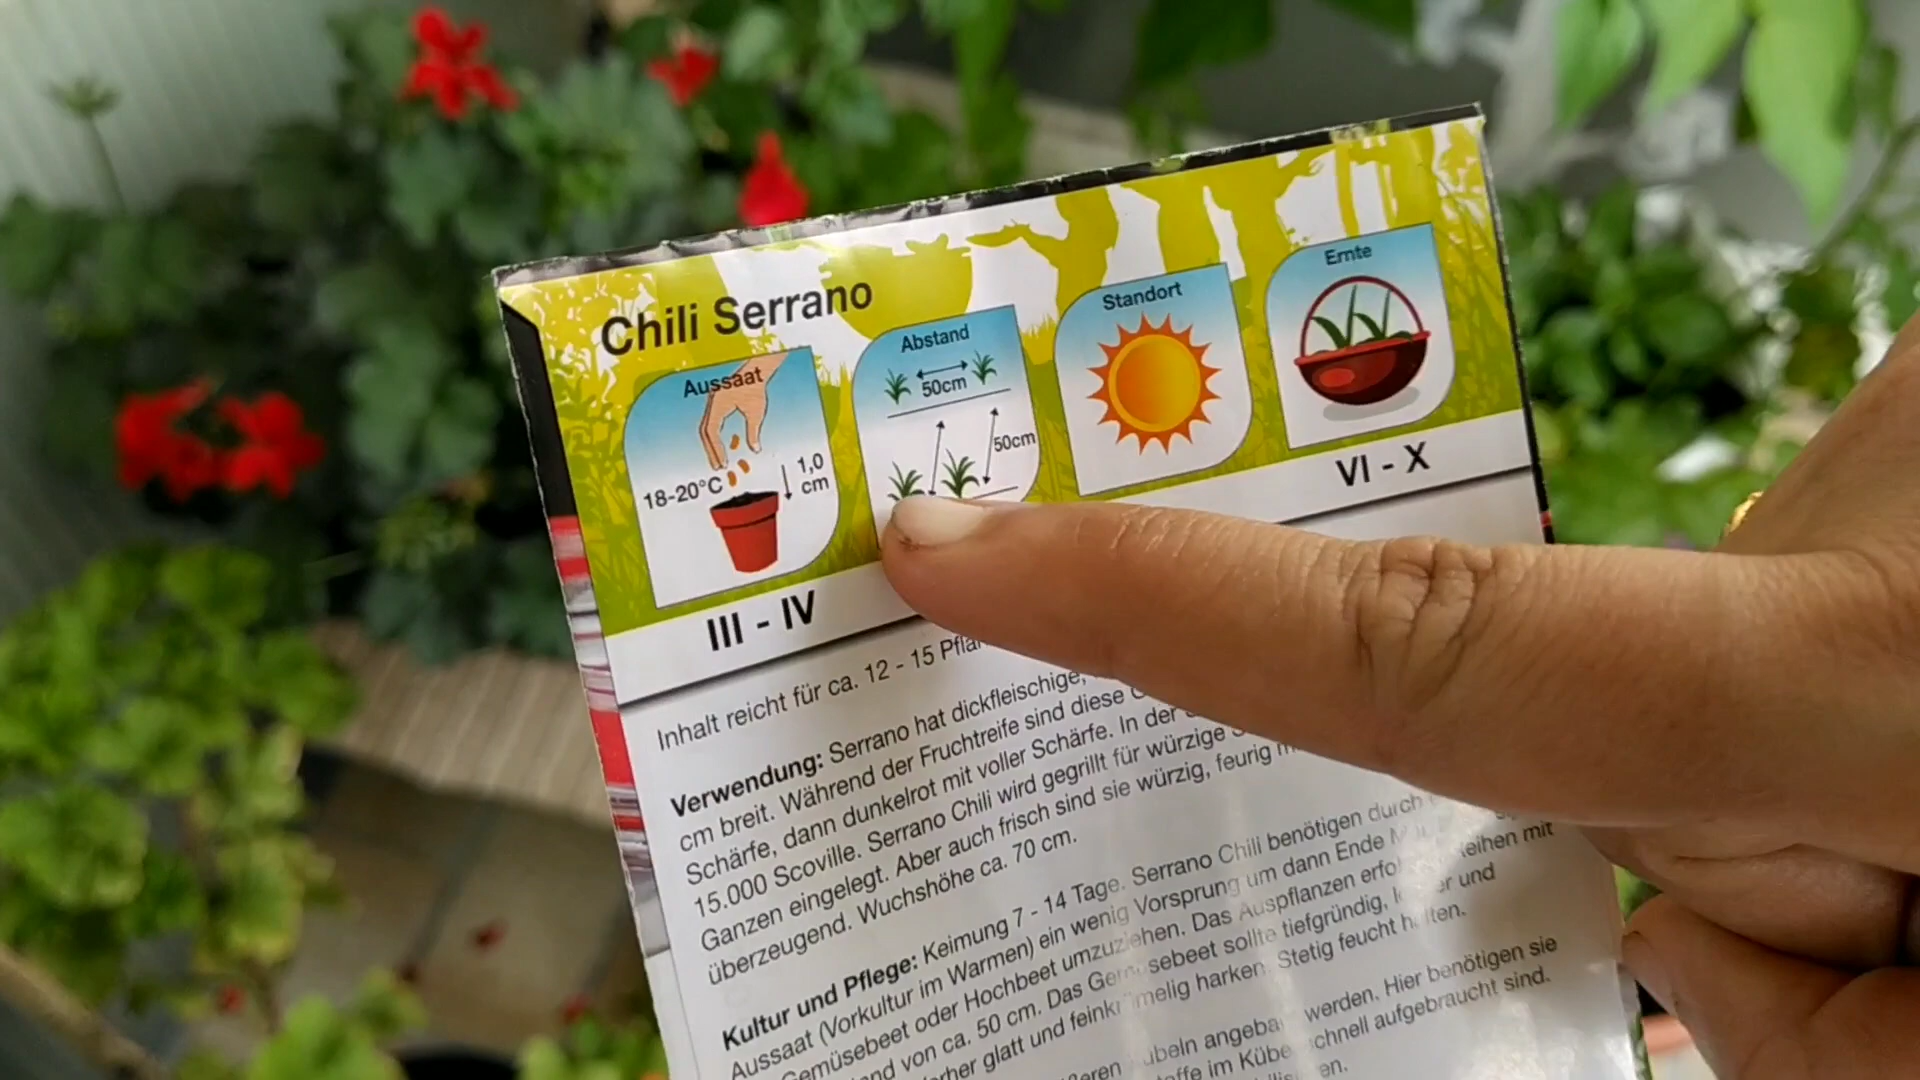 Chili Serrano
Aussaat
18-20°C
1,0
cm
III - IV
Abstand
50cm
50cm
Standort
Ernte
VI - X
Inhalt reicht für ca. 12 - 15
Verwendung: Serrano hat dickfleischige,
cm breit. Während der Fruchtreife sind diese
Schärfe, dann dunkelrot mit voller Schärfe. In der
15.000 Scoville. Serrano Chili wird gegrillt für würzige
Ganzen eingelegt. Aber auch frisch sind sie würzig, feurig
überzeugend. Wuchshöhe ca. 70 cm.
Kultur und Pflege: Keimung 7 - 14 Tage. Serrano Chili benötigen durch
Aussaat (Vorkultur im Warmen) ein wenig Vorsprung um dann Ende
Gemüsebeet oder Hochbeet umzuziehen. Das Auspflanzen mit
von ca. 50 cm. Das Gemüsebeet sollte tiefgründig, und
glatt und feinkrümelig harken. Stetig feucht halten.
werden. Hier benötigen sie
im schnell aufgebraucht sind.